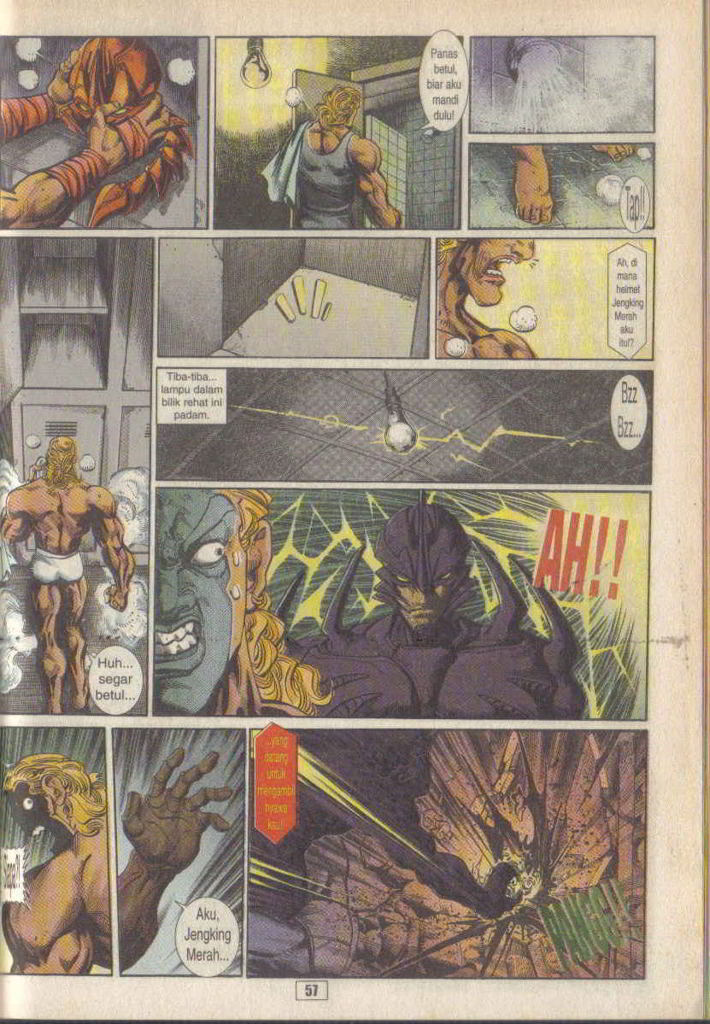 Panas
betul,
biar aku
mandi
dulu!
Tap!!
Ah, di
mana
helmet
Jengking
Merah
aku
itu!?
Tiba-tiba...
lampu dalam
bilik rehat ini
padam.
Bzz
Bzz...
Huh...
segar
betul...
AH!!
Aku,
Jengking
Merah...
...yang
datang
untuk
mengambil
nyawa
kau!
57